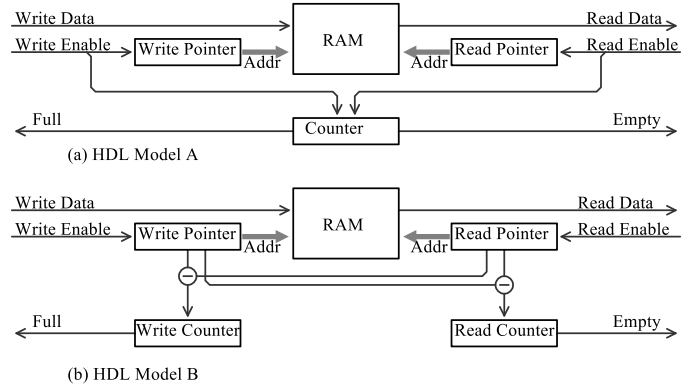 Write Data
Read Data
RAM
Write Enable
Write Pointer
Read Pointer
Read Enable
Addr
Addr
Full
Counter
Empty
(a) HDL Model A
Write Data
Read Data
RAM
Write Enable
Write Pointer
Read Pointer
Read Enable
Addr
Addr
−
−
Full
Write Counter
Read Counter
Empty
(b) HDL Model B